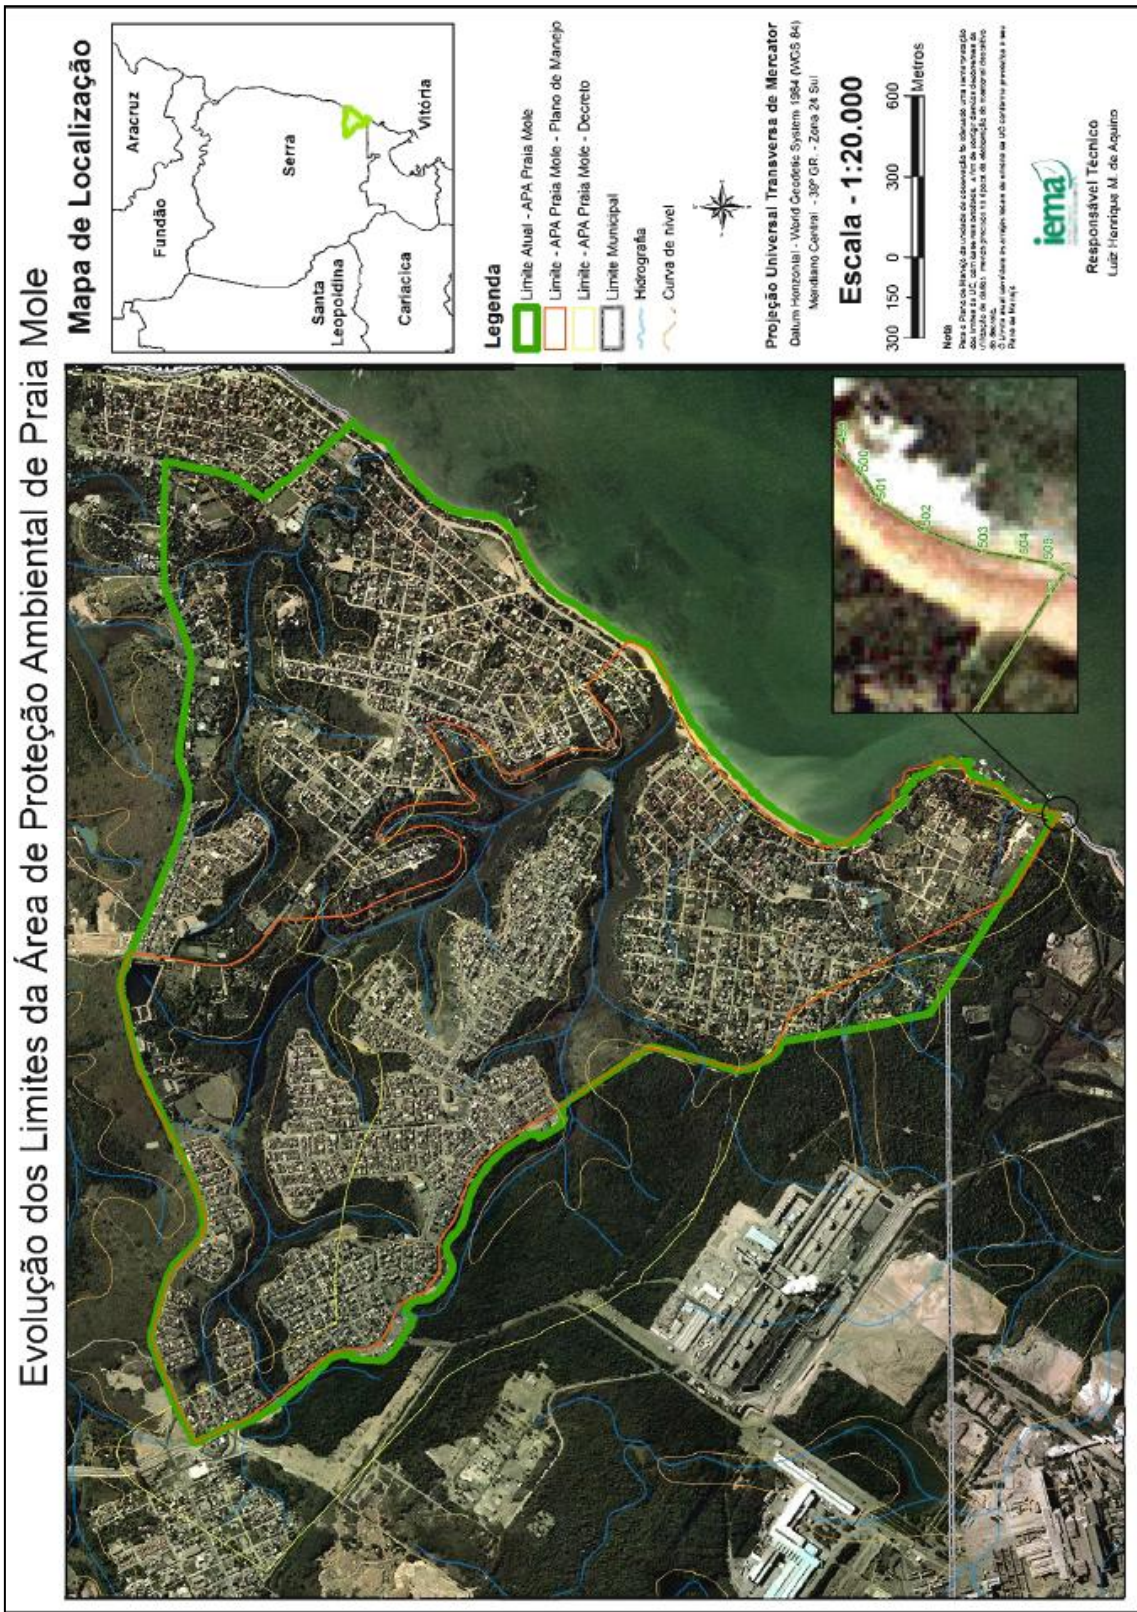 Evolução dos Limites da Área de Proteção Ambiental de Praia Mole
Mapa de Localização
Aracruz
Fundão
Serra
Santa
Leopoldina
Cariacica
Vitória
Legenda
Limite Atual - APA Praia Mole
Limite - APA Praia Mole - Plano de Manejo
Limite - APA Praia Mole - Decreto
Limite Municipal
Hidrografia
Curva de nível
Projeção Universal Transversa de Mercator
Datum Horizontal - World Geodetic System 1984 (WGS 84)
Meridiano Central - 39º GR. - Zona 24 Sul
Escala - 1:20.000
300 150 0 300 600
Metros
Nota
iema
Responsável Técnico
Luiz Henrique M. de Aquino
500
501
502
503
504
505